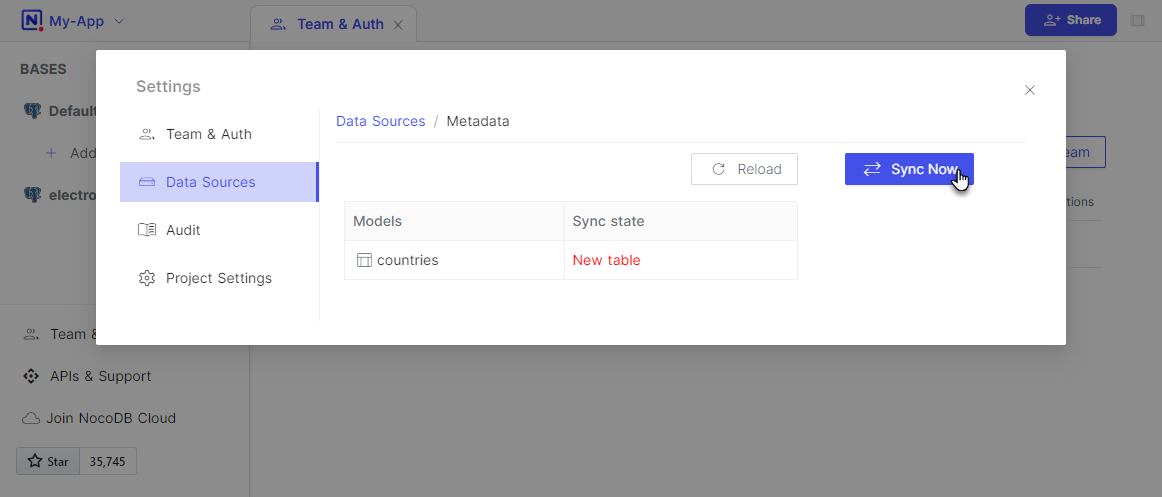 My-App
Team & Auth
Share
BASES
Default
Add
electro
Team &
APIs & Support
Join NocoDB Cloud
Star 35,745
Settings
Team & Auth
Data Sources
Audit
Project Settings
Data Sources / Metadata
Reload
Sync Now
Models Sync state
countries New table
eam
tions